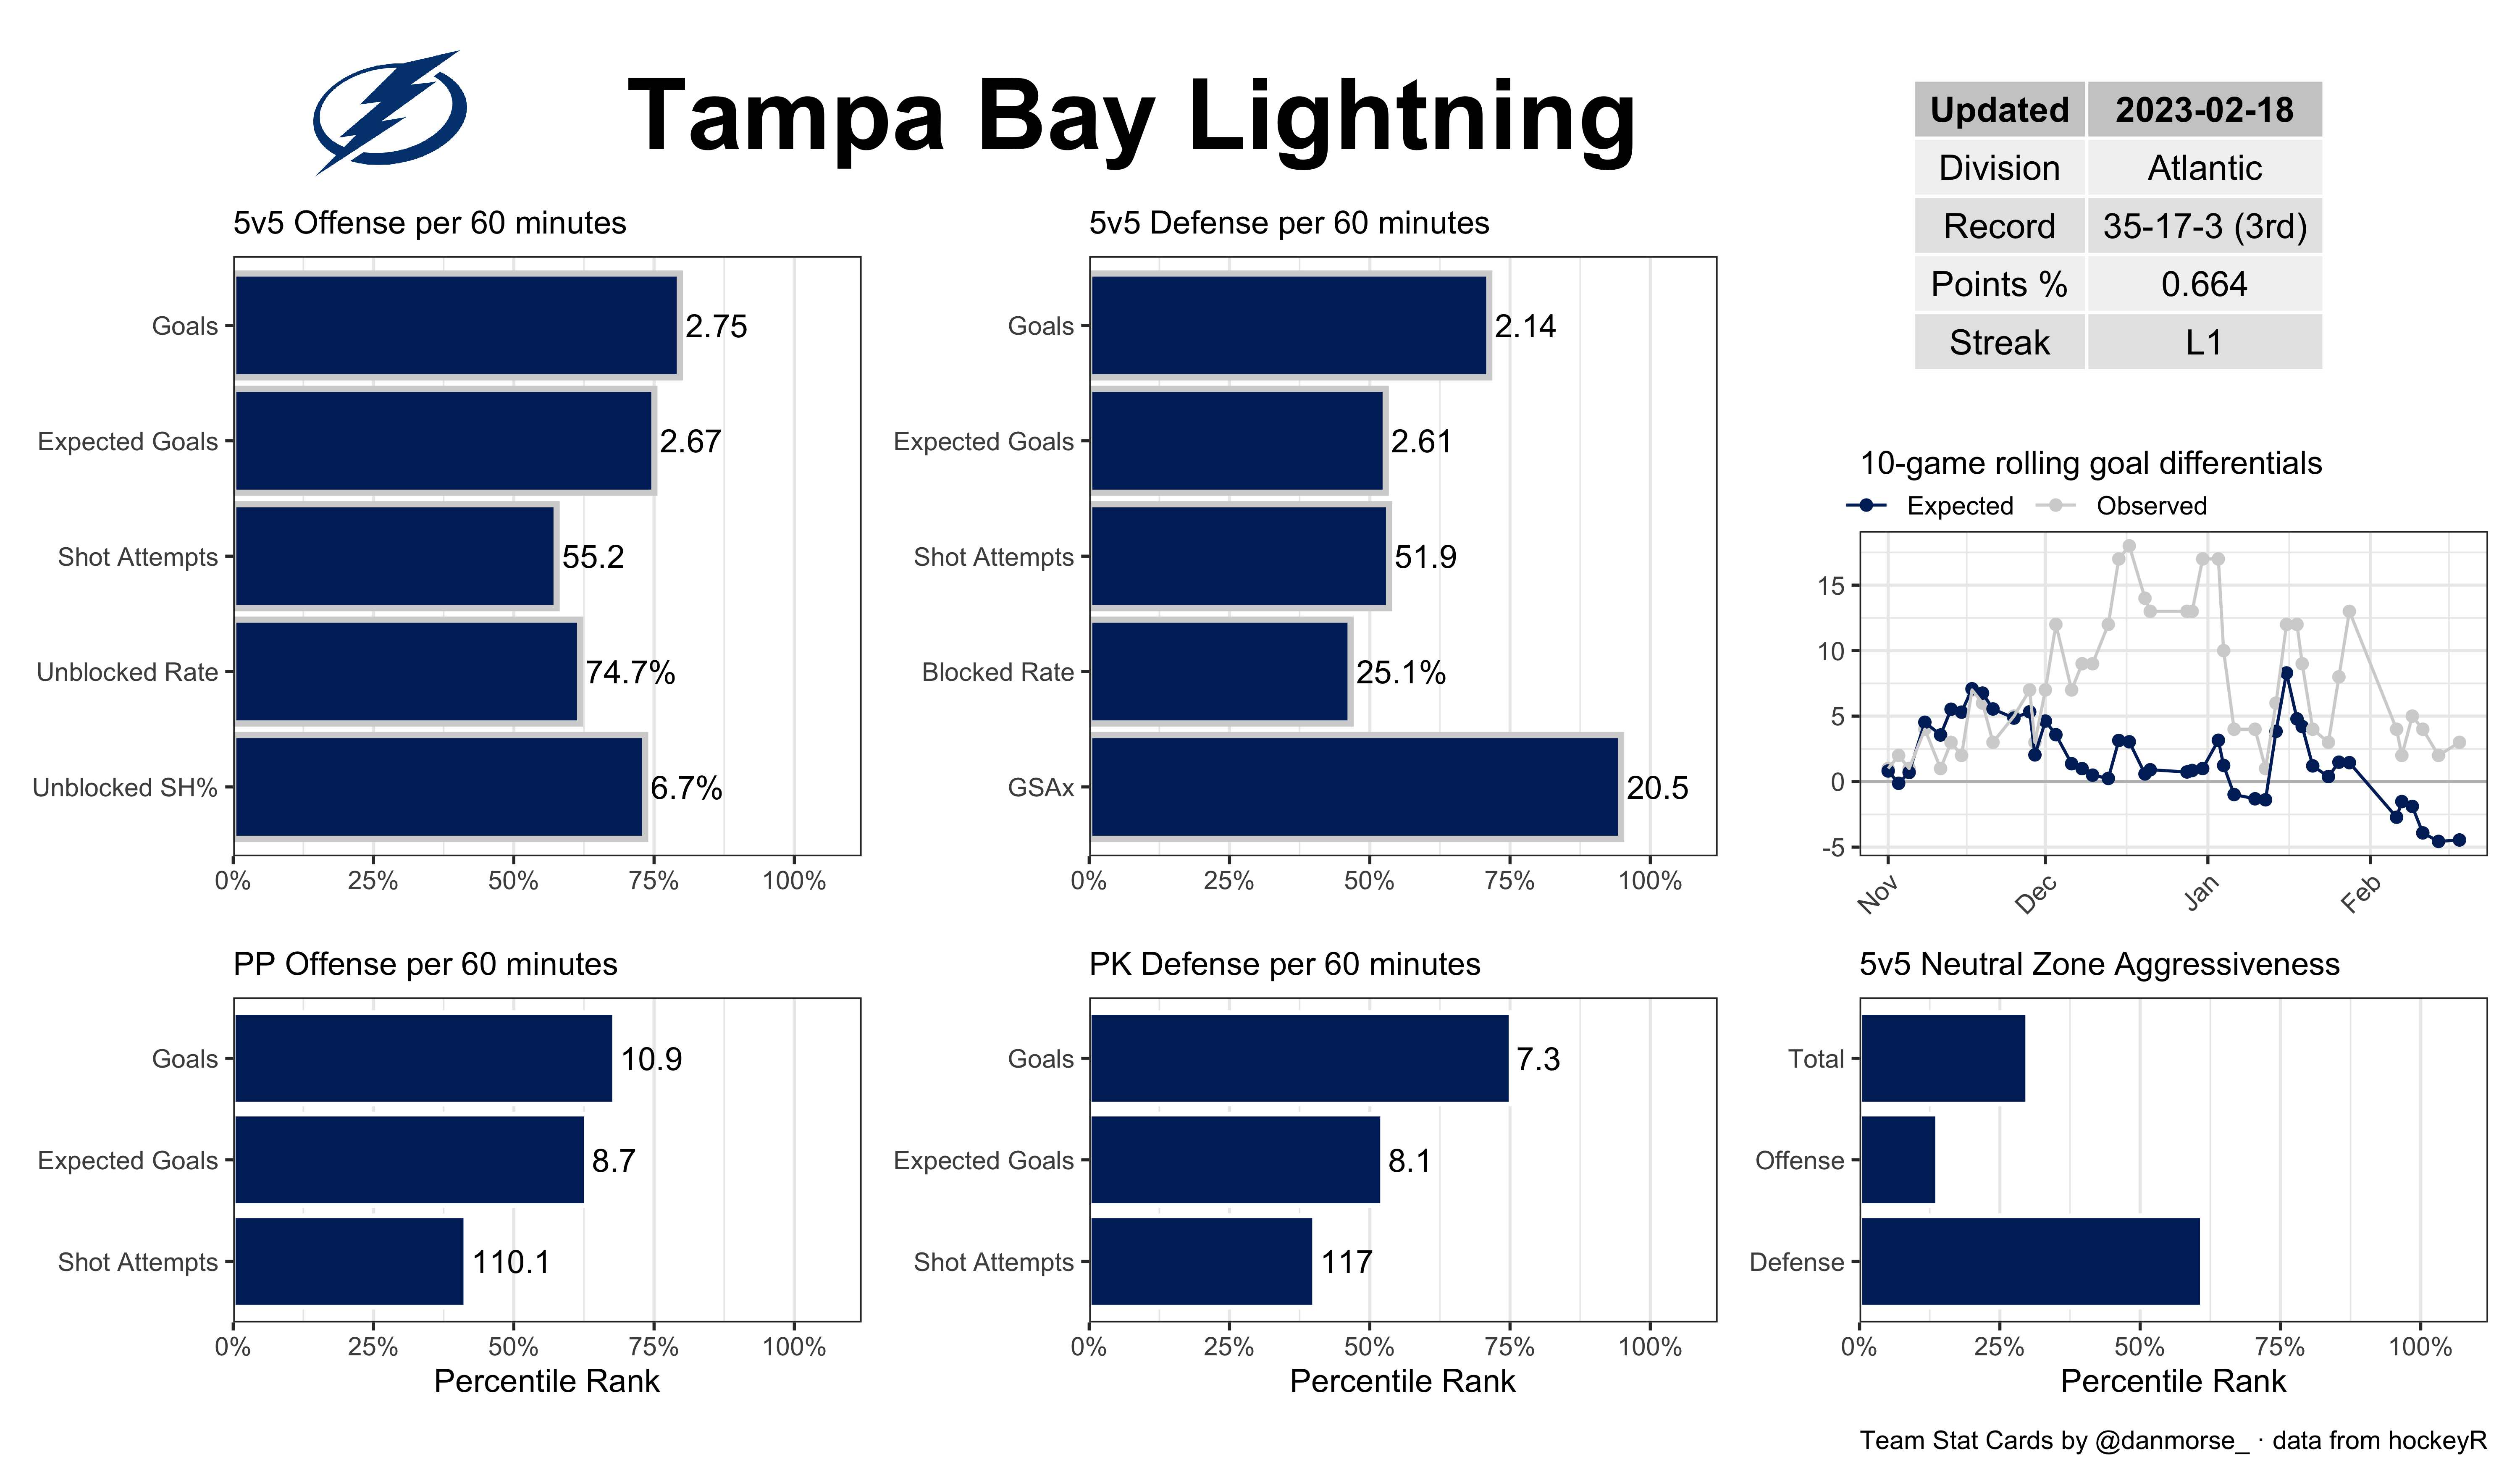 Tampa Bay Lightning
Updated 2023-02-18
Division Atlantic
Record 35-17-3 (3rd)
Points % 0.664
Streak L1
5v5 Offense per 60 minutes
Goals 2.75
Expected Goals 2.67
Shot Attempts 55.2
Unblocked Rate 74.7%
Unblocked SH% 6.7%
0% 25% 50% 75% 100%
5v5 Defense per 60 minutes
Goals 2.14
Expected Goals 2.61
Shot Attempts 51.9
Blocked Rate 25.1%
GSAx 20.5
0% 25% 50% 75% 100%
10-game rolling goal differentials
Expected Observed
15
10
5
0
-5
Nov Dec Jan Feb
PP Offense per 60 minutes
Goals 10.9
Expected Goals 8.7
Shot Attempts 110.1
0% 25% 50% 75% 100%
Percentile Rank
PK Defense per 60 minutes
Goals 7.3
Expected Goals 8.1
Shot Attempts 117
0% 25% 50% 75% 100%
Percentile Rank
5v5 Neutral Zone Aggressiveness
Total
Offense
Defense
0% 25% 50% 75% 100%
Percentile Rank
Team Stat Cards by @danmorse_ · data from hockeyR